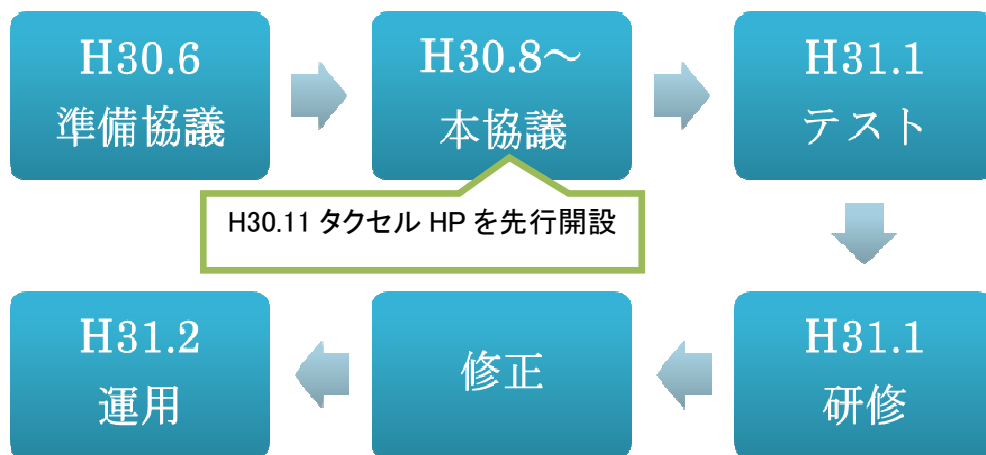 H30.6
準備協議
H30.8～
本協議
H30.11 タクセル HP を先行開設
H31.1
テスト
H31.1
研修
修正
H31.2
運用